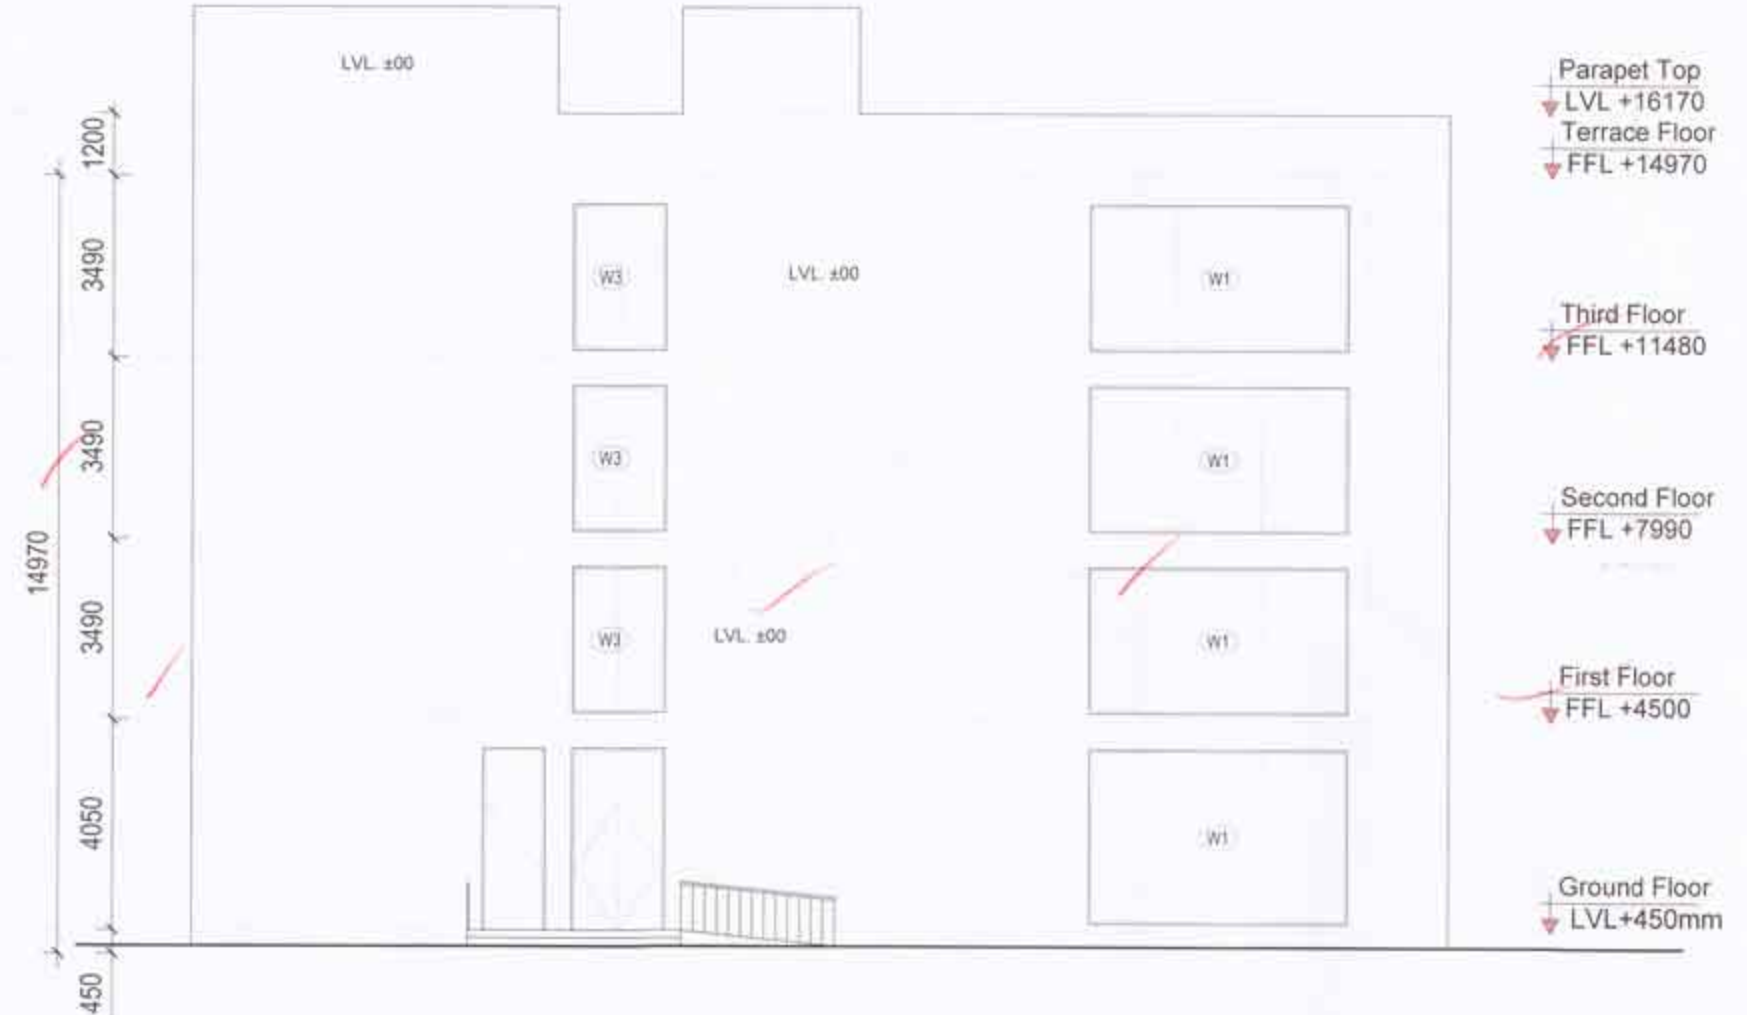 LVL. ±00
Parapet Top
LVL +16170
Terrace Floor
FFL +14970
1200
3490
W3
LVL. ±00
W1
Third Floor
FFL +11480
3490
W3
W1
Second Floor
FFL +7990
14970
3490
W3
LVL. ±00
W1
First Floor
FFL +4500
4050
W1
Ground Floor
LVL+450mm
450